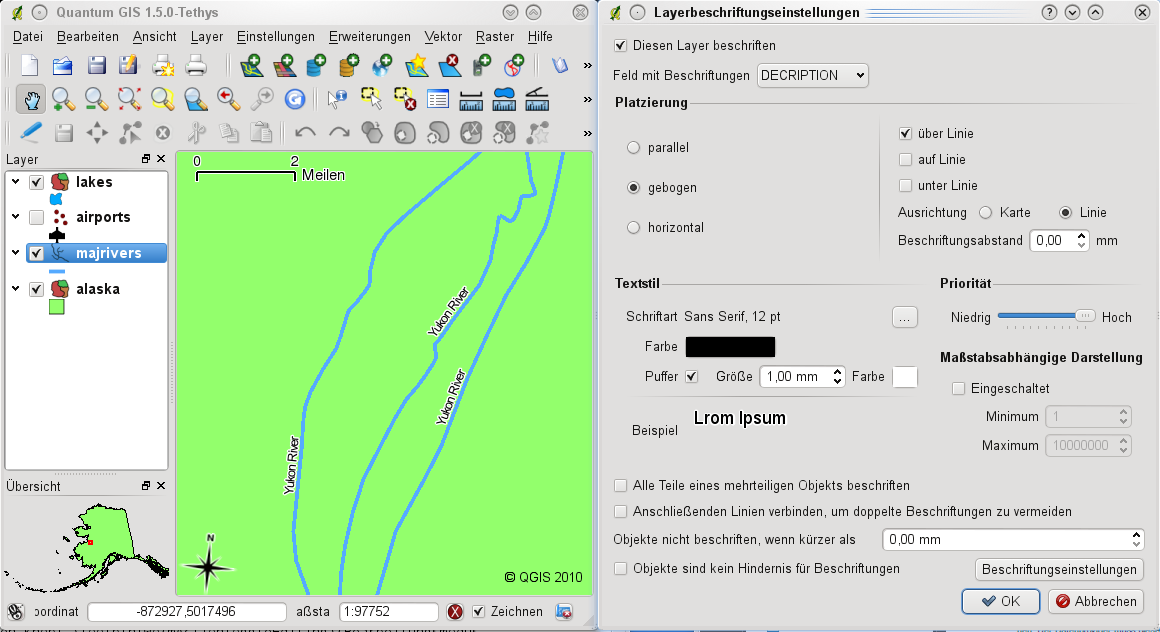 Quantum GIS 1.5.0-Tethys
Datei Bearbeiten Ansicht Layer Einstellungen Erweiterungen Vektor Raster Hilfe
Layer
lakes
airports
majrivers
alaska
Übersicht
0 2
Meilen
Yukon River
Yukon River
Yukon River
N
© QGIS 2010
oordinat -872927,5017496 aßsta 1:97752 Zeichnen
Layerbeschriftungseinstellungen
Diesen Layer beschriften
Feld mit Beschriftungen DECRIPTION
Platzierung
parallel
gebogen
horizontal
über Linie
auf Linie
unter Linie
Ausrichtung Karte Linie
Beschriftungsabstand 0,00 mm
Textstil
Schriftart Sans Serif, 12 pt ...
Farbe
Puffer Größe 1,00 mm Farbe
Beispiel Lrom Ipsum
Priorität
Niedrig Hoch
Maßstabsabhängige Darstellung
Eingeschaltet
Minimum 1
Maximum 10000000
Alle Teile eines mehrteiligen Objekts beschriften
Anschließenden Linien verbinden, um doppelte Beschriftungen zu vermeiden
Objekte nicht beschriften, wenn kürzer als 0,00 mm
Objekte sind kein Hindernis für Beschriftungen
Beschriftungseinstellungen
OK Abbrechen